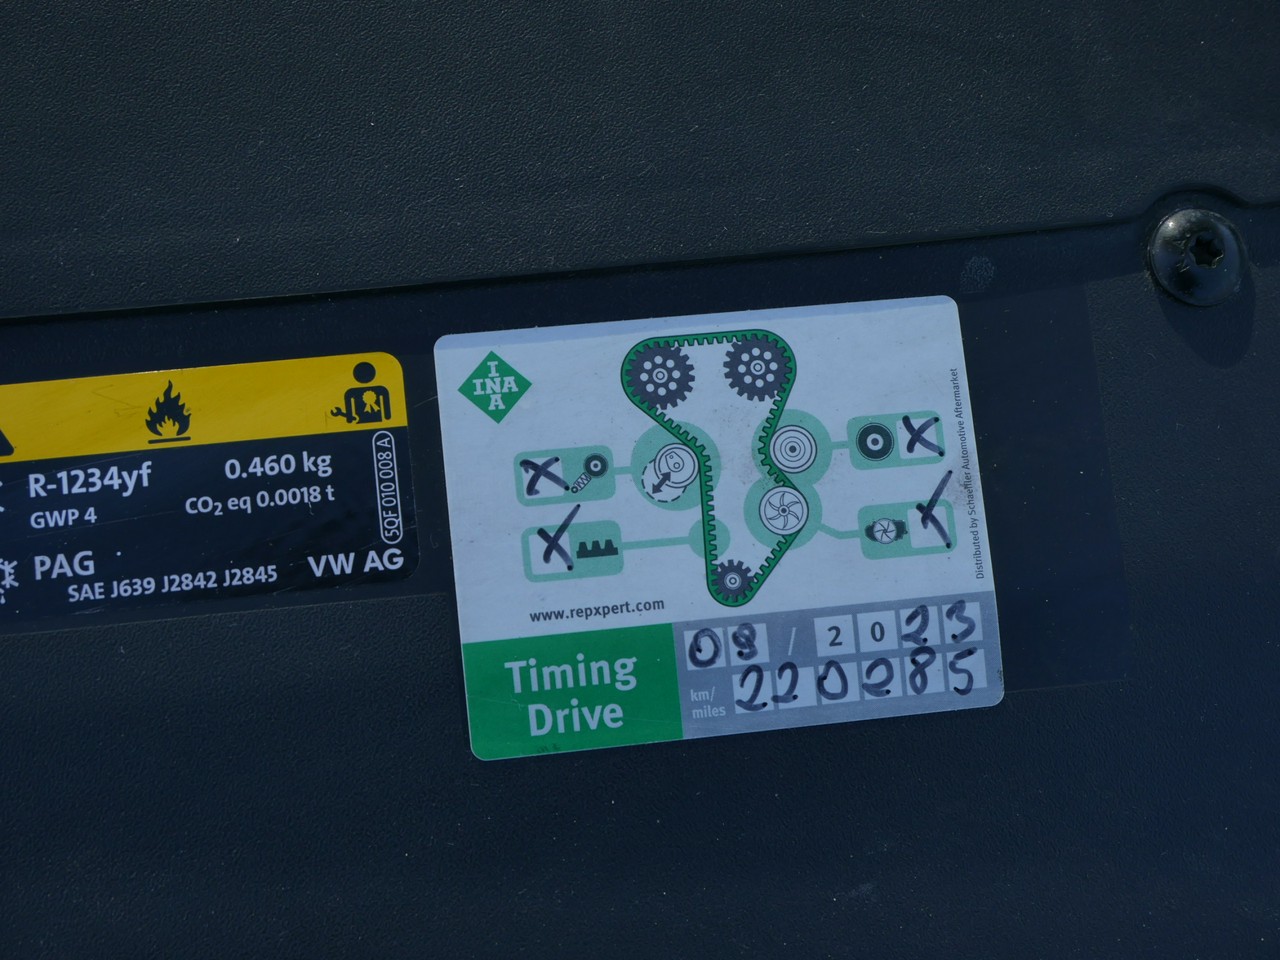 R-1234yf
0.460 kg
GWP 4
CO2 eq 0.0018 t
5QF 010 008 A
PAG
SAE J639 J2842 J2845
VW AG
INA
INA
X
X
X
X
www.repxpert.com
Distributed by Schaeffler Automotive Aftermarket
Timing
Drive
08 / 2023
km/
miles
220285